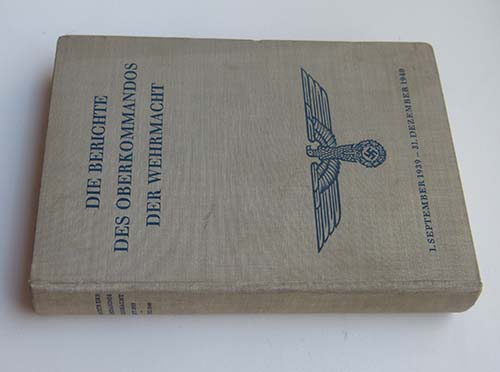 DIE BERICHTE
DES OBERKOMMANDOS
DER WEHRMACHT
1. SEPTEMBER 1939 – 31. DEZEMBER 1940